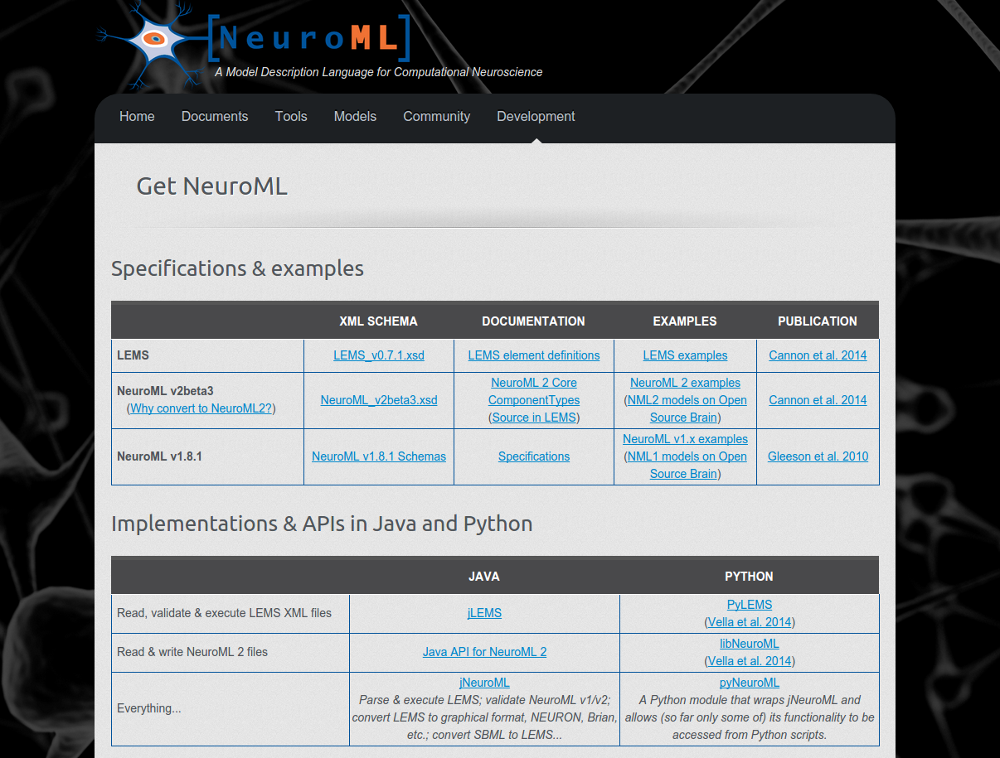 [NeuroML]
A Model Description Language for Computational Neuroscience
Home Documents Tools Models Community Development
Get NeuroML
Specifications & examples
XML SCHEMA DOCUMENTATION EXAMPLES PUBLICATION
LEMS LEMS_v0.7.1.xsd LEMS element definitions LEMS examples Cannon et al. 2014
NeuroML v2beta3
(Why convert to NeuroML2?)
NeuroML_v2beta3.xsd
NeuroML 2 Core
ComponentTypes
(Source in LEMS)
NeuroML 2 examples
(NML2 models on Open
Source Brain)
Cannon et al. 2014
NeuroML v1.8.1
NeuroML v1.8.1 Schemas
Specifications
NeuroML v1.x examples
(NML1 models on Open
Source Brain)
Gleeson et al. 2010
Implementations & APIs in Java and Python
JAVA PYTHON
Read, validate & execute LEMS XML files
jLEMS
PyLEMS
(Vella et al. 2014)
Read & write NeuroML 2 files
Java API for NeuroML 2
libNeuroML
(Vella et al. 2014)
Everything...
jNeuroML
Parse & execute LEMS; validate NeuroML v1/v2;
convert LEMS to graphical format, NEURON, Brian,
etc.; convert SBML to LEMS...
pyNeuroML
A Python module that wraps jNeuroML and
allows (so far only some of) its functionality to be
accessed from Python scripts.